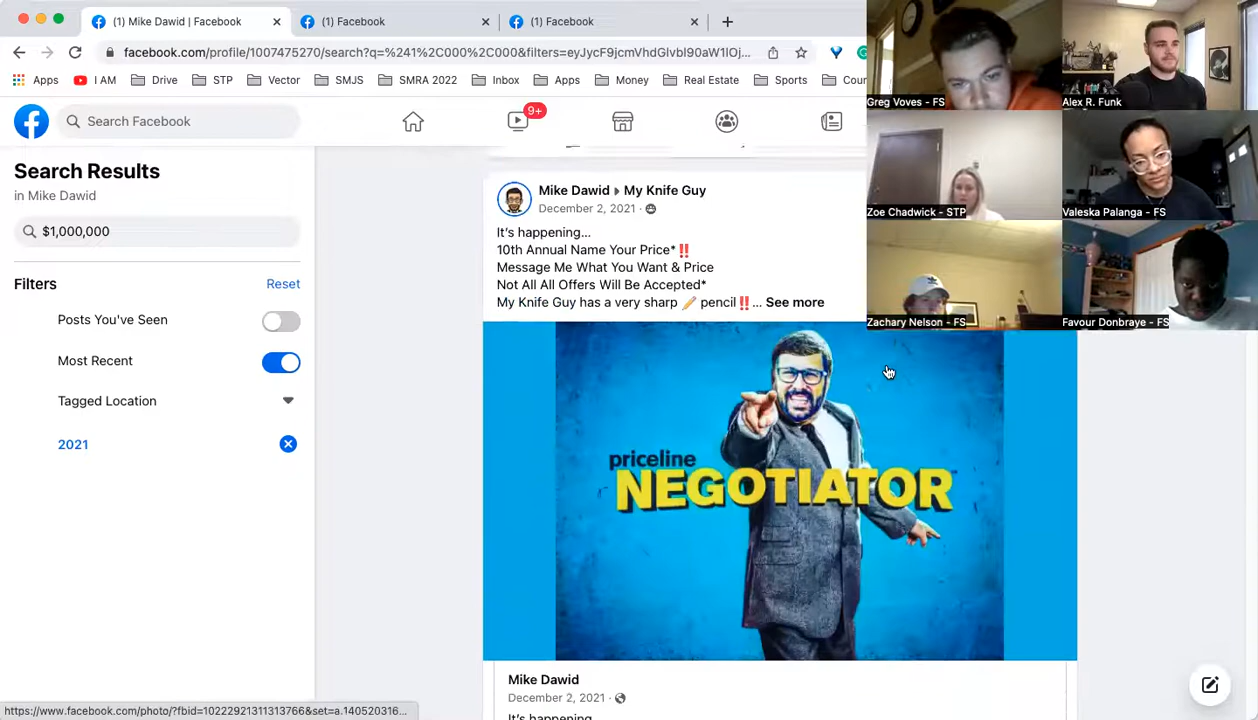 (1) Mike Dawid | Facebook
(1) Facebook
(1) Facebook
facebook.com/profile/1007475270/search?q=%241%2C000%2C000&filters=eyJycF9jcmVhdGlvbl90aW1lIOj...
Apps
I AM
Drive
STP
Vector
SMJS
SMRA 2022
Inbox
Apps
Money
Real Estate
Sports
Cour
Search Facebook
9+
Search Results
in Mike Dawid
$1,000,000
Filters
Reset
Posts You've Seen
Most Recent
Tagged Location
2021
Mike Dawid ▸ My Knife Guy
December 2, 2021 ·
It's happening...
10th Annual Name Your Price*‼️
Message Me What You Want & Price
Not All All Offers Will Be Accepted*
My Knife Guy has a very sharp ✏️ pencil‼️... See more
priceline
NEGOTIATOR
Mike Dawid
December 2, 2021 ·
It's happening
Greg Voves - FS
Alex R. Funk
Zoe Chadwick - STP
Valeska Palanga - FS
Zachary Nelson - FS
Favour Donbraye - FS
https://www.facebook.com/photo/?fbid=10222921311313766&set=a.140520316...